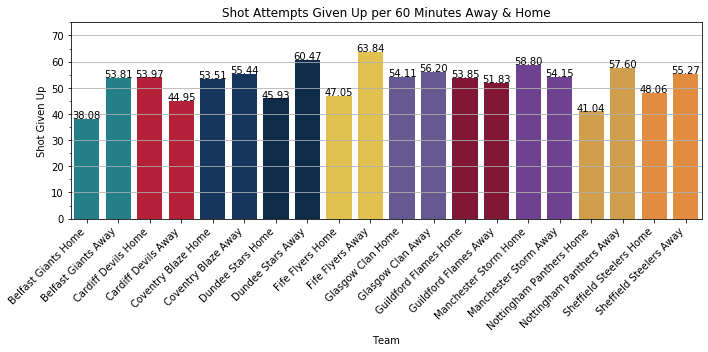 Shot Attempts Given Up per 60 Minutes Away & Home
Shot Given Up
70
60
50
40
30
20
10
0
38.08
53.81
53.97
44.95
53.51
55.44
45.93
60.47
47.05
63.84
54.11
56.20
53.85
51.83
58.80
54.15
41.04
57.60
48.06
55.27
Belfast Giants Home
Belfast Giants Away
Cardiff Devils Home
Cardiff Devils Away
Coventry Blaze Home
Coventry Blaze Away
Dundee Stars Home
Dundee Stars Away
Fife Flyers Home
Fife Flyers Away
Glasgow Clan Home
Glasgow Clan Away
Guildford Flames Home
Guildford Flames Away
Manchester Storm Home
Manchester Storm Away
Nottingham Panthers Home
Nottingham Panthers Away
Sheffield Steelers Home
Sheffield Steelers Away
Team